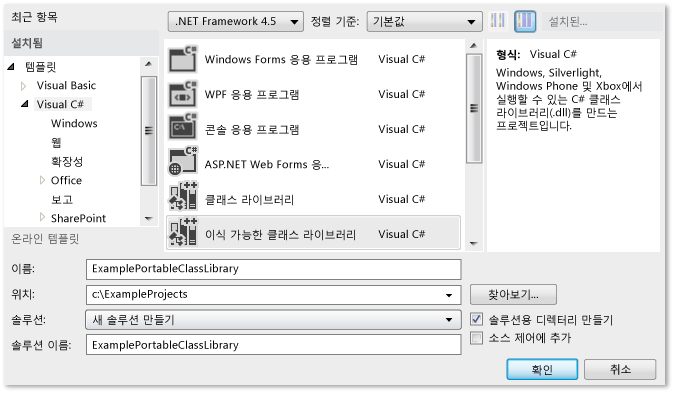 최근 항목
.NET Framework 4.5
정렬 기준:
기본값
설치된...
설치됨
템플릿
Visual Basic
Visual C#
Windows
웹
확장성
Office
보고
SharePoint
온라인 템플릿
Windows Forms 응용 프로그램 Visual C#
WPF 응용 프로그램 Visual C#
콘솔 응용 프로그램 Visual C#
ASP.NET Web Forms 응... Visual C#
클래스 라이브러리 Visual C#
이식 가능한 클래스 라이브러리 Visual C#
형식: Visual C#
Windows, Silverlight,
Windows Phone 및 Xbox에서
실행할 수 있는 C# 클래스
라이브러리(.dll)를 만드는
프로젝트입니다.
이름: ExamplePortableClassLibrary
위치: c:\ExampleProjects 찾아보기...
솔루션: 새 솔루션 만들기 솔루션용 디렉터리 만들기
소스 제어에 추가
솔루션 이름: ExamplePortableClassLibrary
확인 취소